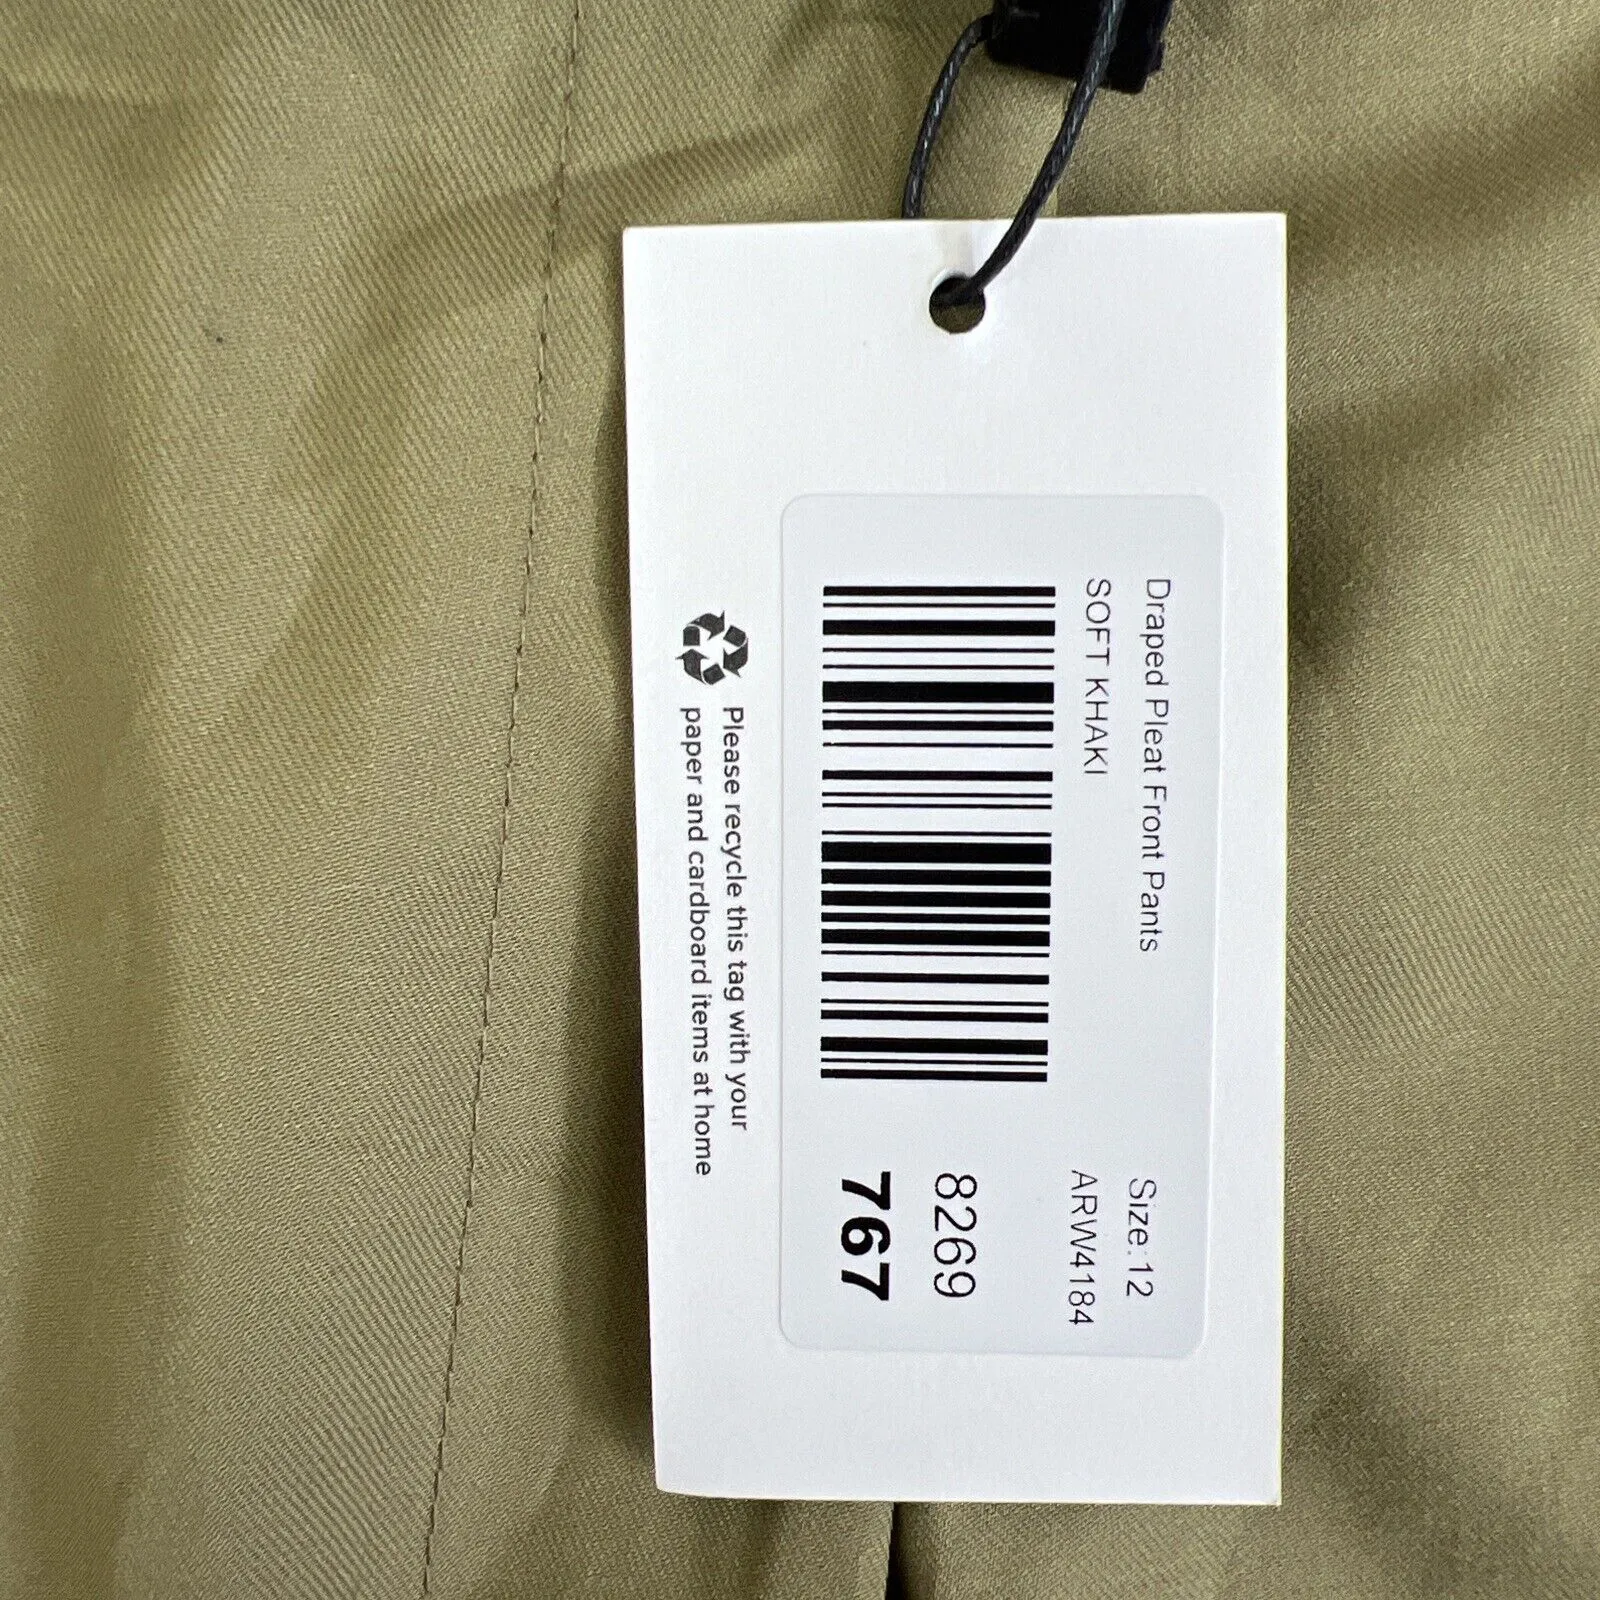 Draped Pleat Front Pants
Size:12
SOFT KHAKI
ARW4184
8269
767
Please recycle this tag with your
paper and cardboard items at home